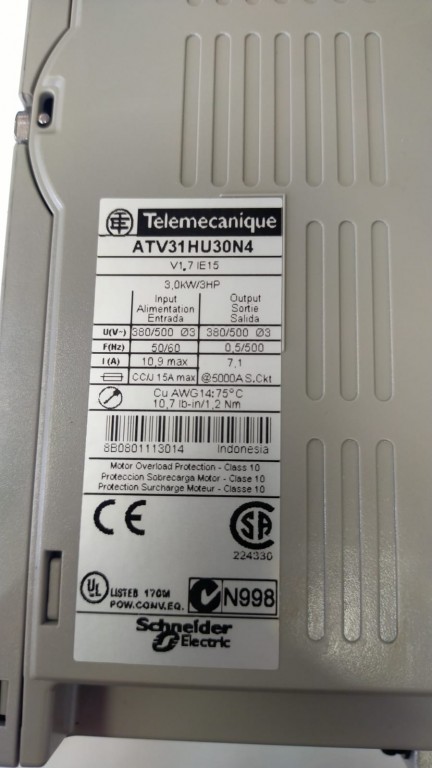 TE Telemecanique
ATV31HU30N4
V1.7 IE15
3,0kW/3HP
Input Output
Alimentation Sortie
Entrada Salida
U(V~) 380/500 Ø3 380/500 Ø3
F(Hz) 50/60 0,5/500
I (A) 10,9 max 7,1
CC/J 15A max @5000A S.Ckt
Cu AWG14:75°C
10,7 lb-in/1,2 Nm
8B0801113014 Indonesia
Motor Overload Protection - Class 10
Proteccion Sobrecarga Motor - Clase 10
Protection Surcharge Moteur - Classe 10
CE SA
224330
UL LISTED 170M
POW.CONV.EQ. N998
Schneider
Electric